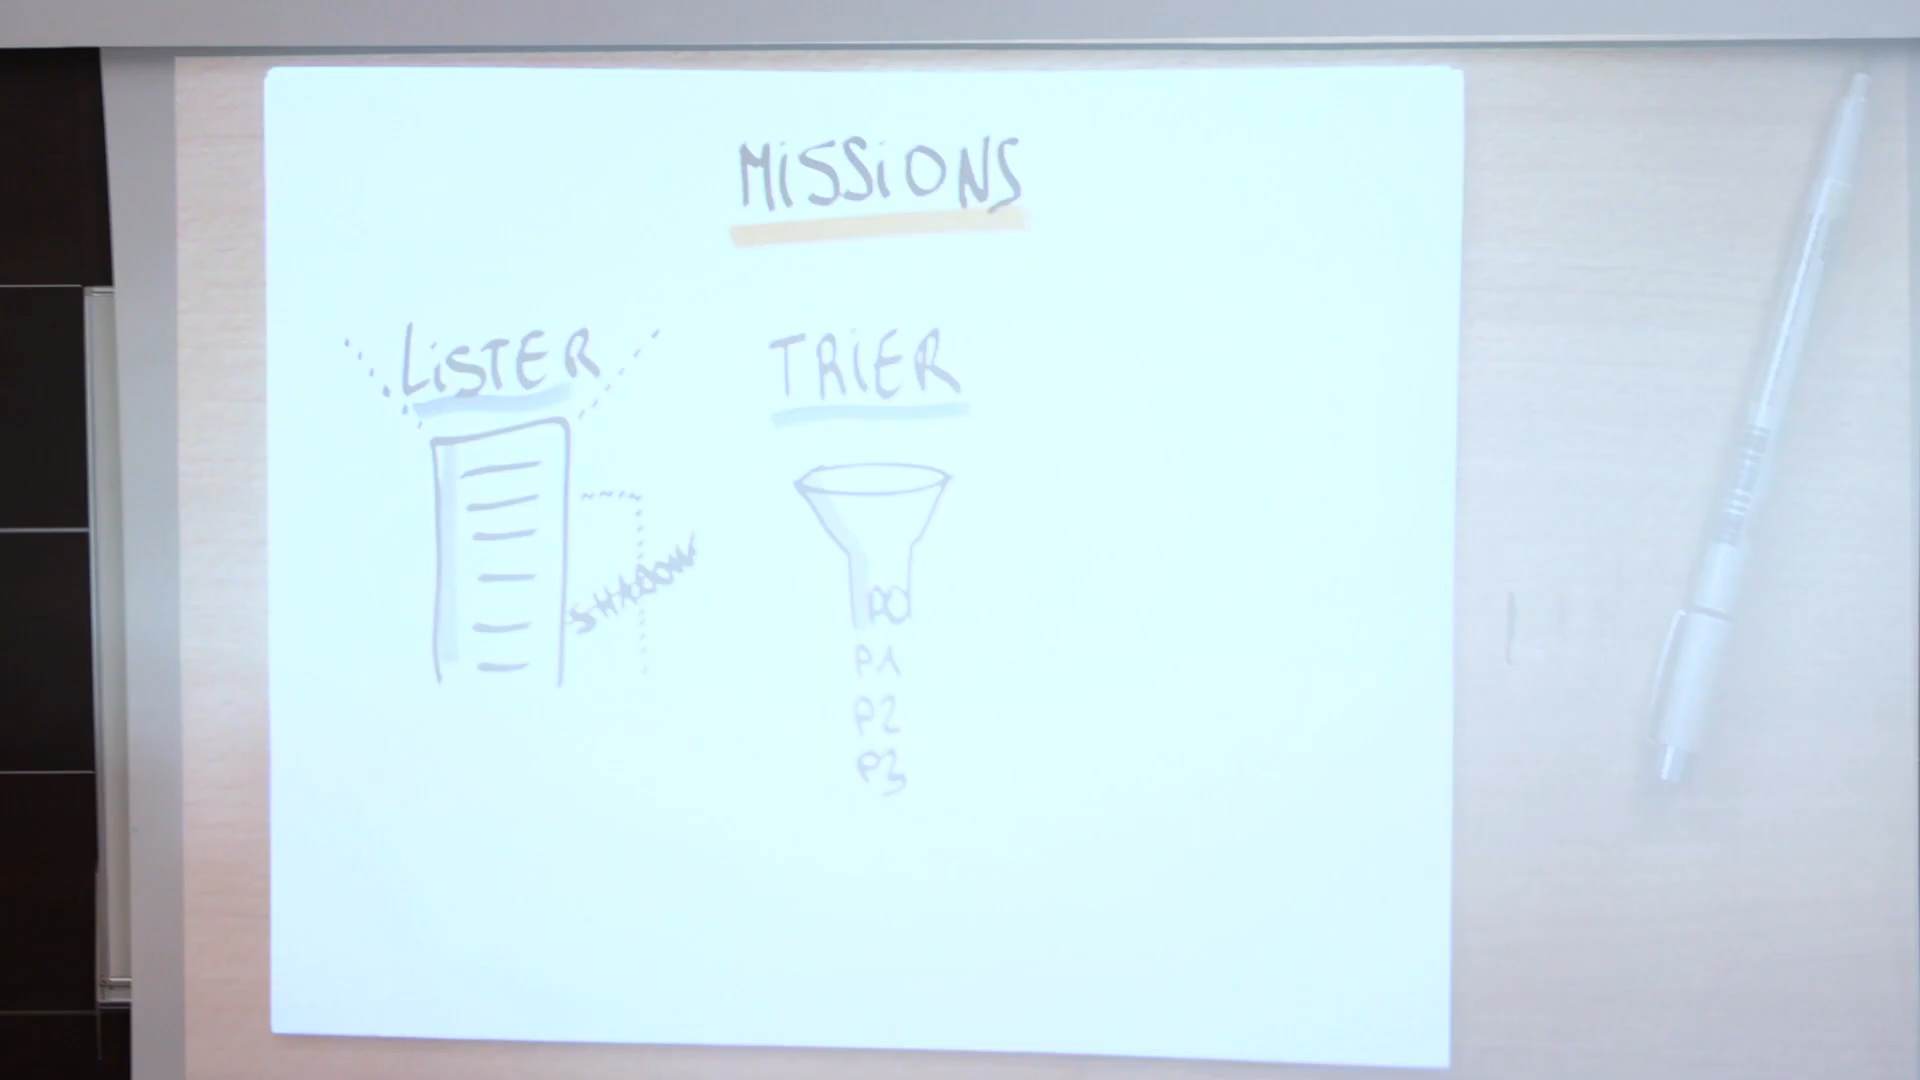 MiSSiONS
LiSTER
TRiER
SHADOW
P0
P1
P2
P3